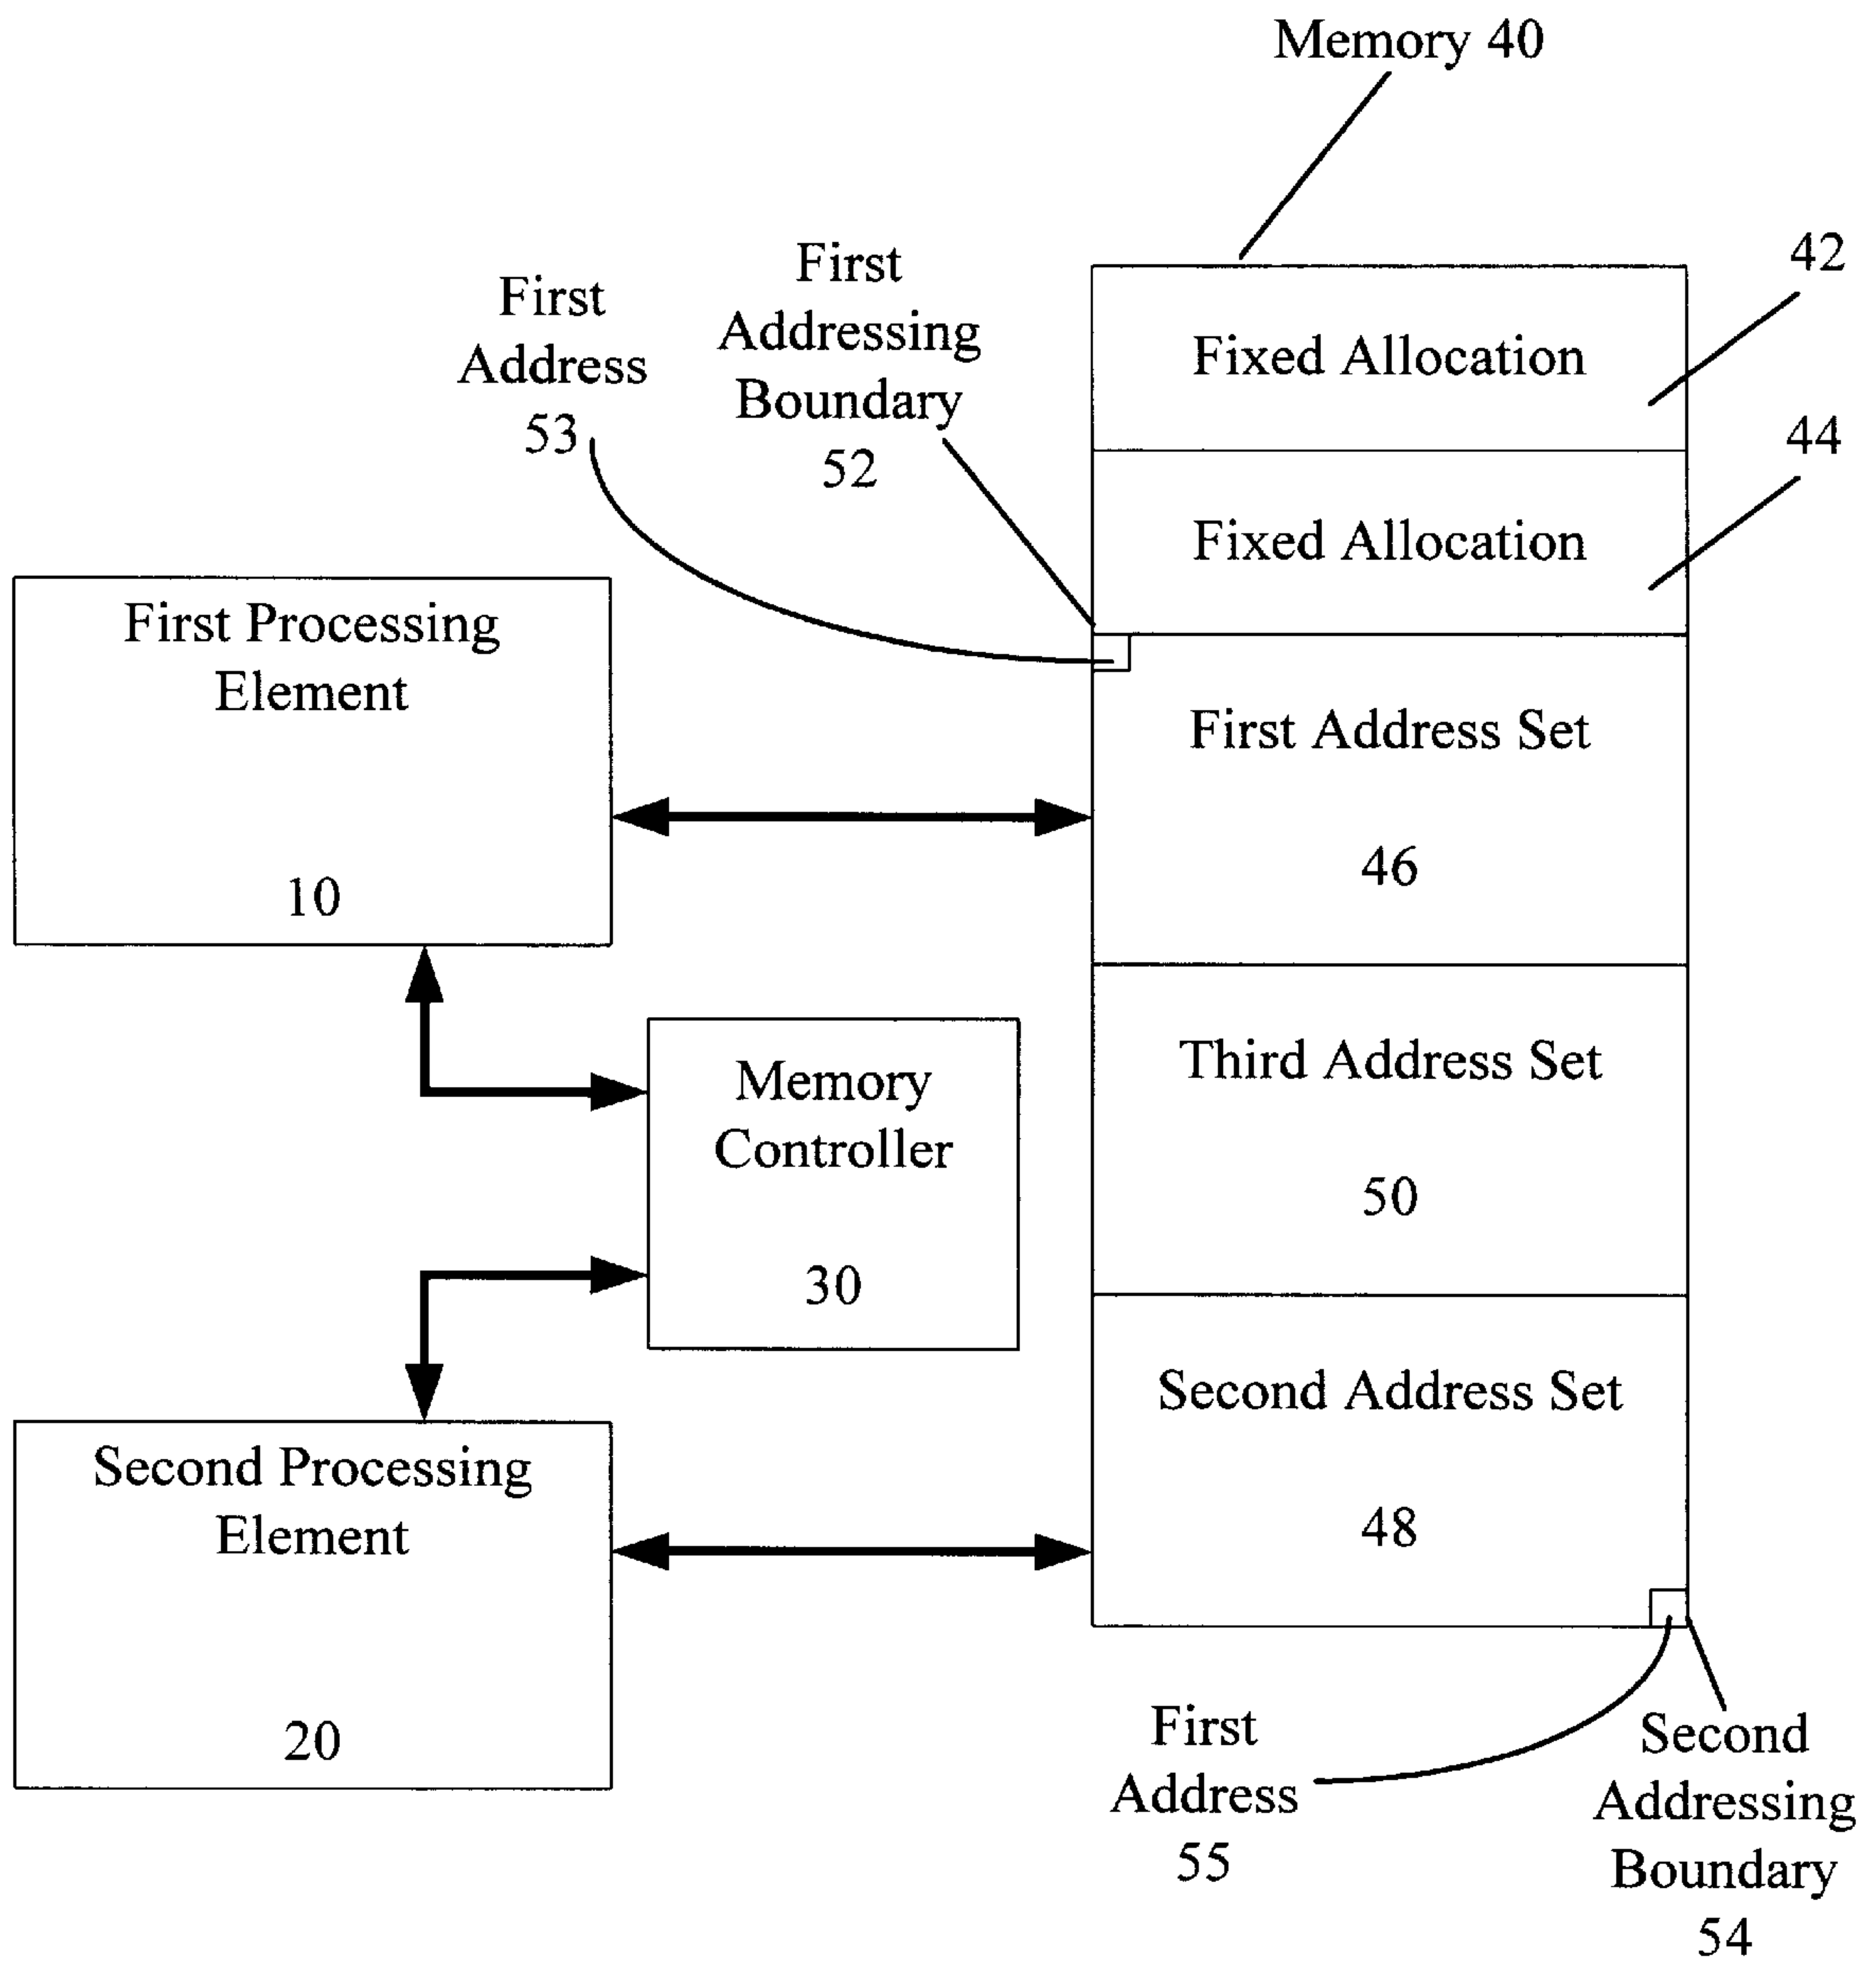 Memory 40
42
First
Addressing
Boundary
52
First
Address
53
Fixed Allocation
44
Fixed Allocation
First Processing
Element
10
First Address Set
46
Memory
Controller
30
Third Address Set
50
Second Processing
Element
20
Second Address Set
48
First
Address
55
Second
Addressing
Boundary
54